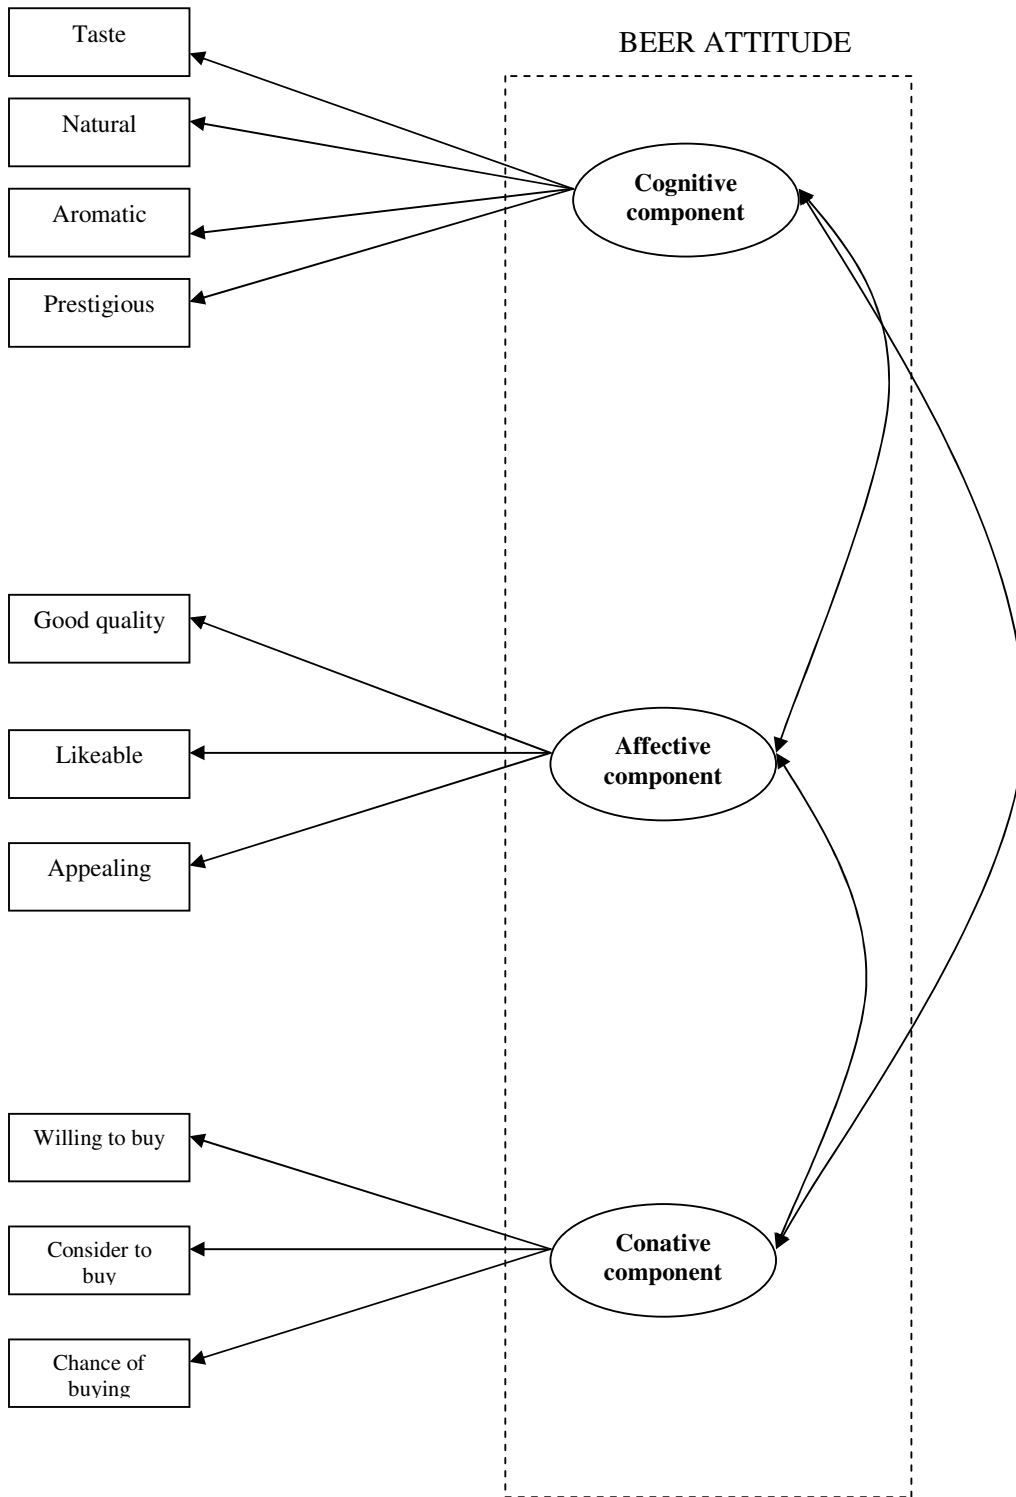 Taste
BEER ATTITUDE
Natural
Cognitive
component
Aromatic
Prestigious
Good quality
Affective
component
Likeable
Appealing
Willing to buy
Conative
component
Consider to
buy
Chance of
buying